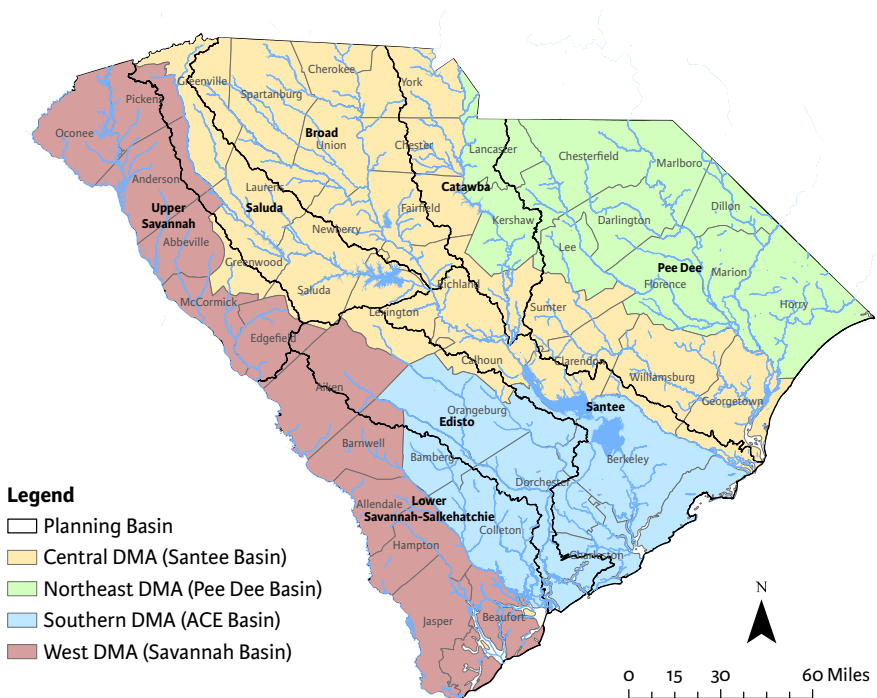 Cherokee
York
Greenville
Spartanburg
Pickens
Oconee
Broad
Union
Chester
Lancaster
Chesterfield
Marlboro
Anderson
Laurens
Catawba
Upper
Savannah
Saluda
Fairfield
Kershaw
Darlington
Dillon
Abbeville
Newberry
Lee
Greenwood
Pee Dee
Florence
Marion
Saluda
Richland
McCormick
Lexington
Sumter
Horry
Edgefield
Calhoun
Clarendon
Williamsburg
Aiken
Georgetown
Orangeburg
Edisto
Santee
Barnwell
Bamberg
Berkeley
Dorchester
Allendale
Lower
Savannah-Salkehatchie
Colleton
Hampton
Charleston
Jasper
Beaufort
Legend
Planning Basin
Central DMA (Santee Basin)
Northeast DMA (Pee Dee Basin)
Southern DMA (ACE Basin)
West DMA (Savannah Basin)
N
0 15 30 60 Miles